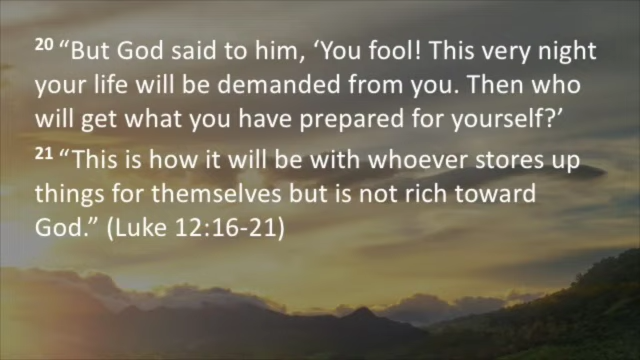 20 “But God said to him, ‘You fool! This very night
your life will be demanded from you. Then who
will get what you have prepared for yourself?’
21 “This is how it will be with whoever stores up
things for themselves but is not rich toward
God.” (Luke 12:16-21)